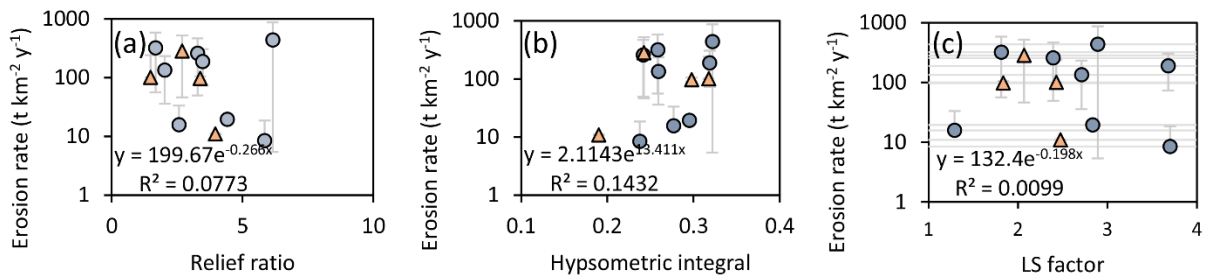 Erosion rate (t km-2 y-1)
1000
100
10
1
(a)
y = 199.67e-0.266x
R² = 0.0773
0
5
10
Relief ratio
Erosion rate (t km-2 y-1)
1000
100
10
1
(b)
y = 2.1143e13.411x
R² = 0.1432
0.1
0.2
0.3
0.4
Hypsometric integral
Erosion rate (t km-2 y-1)
1000
100
10
1
(c)
y = 132.4e-0.198x
R² = 0.0099
1
2
3
4
LS factor